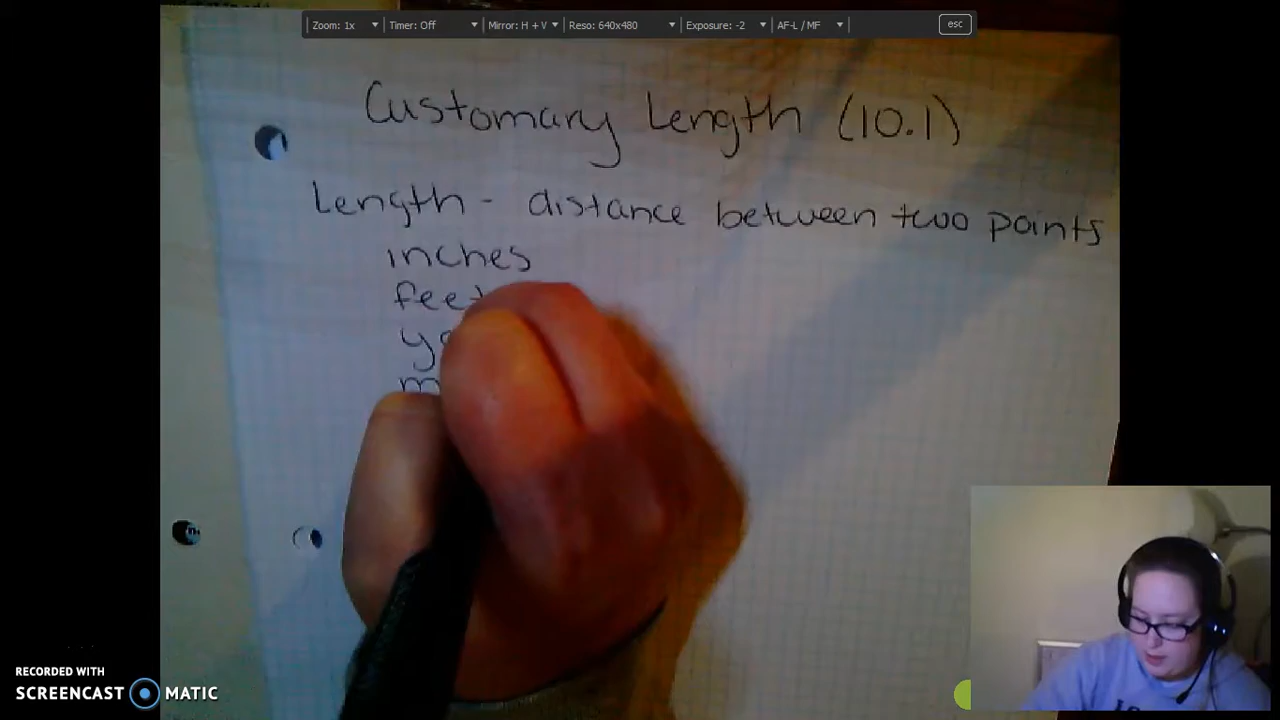 Zoom: 1x Timer: Off Mirror: H + V Reso: 640x480 Exposure: -2 AF-L / MF esc
Customary Length (10.1)
Length - distance between two points
inches
feet
RECORDED WITH
SCREENCAST MATIC